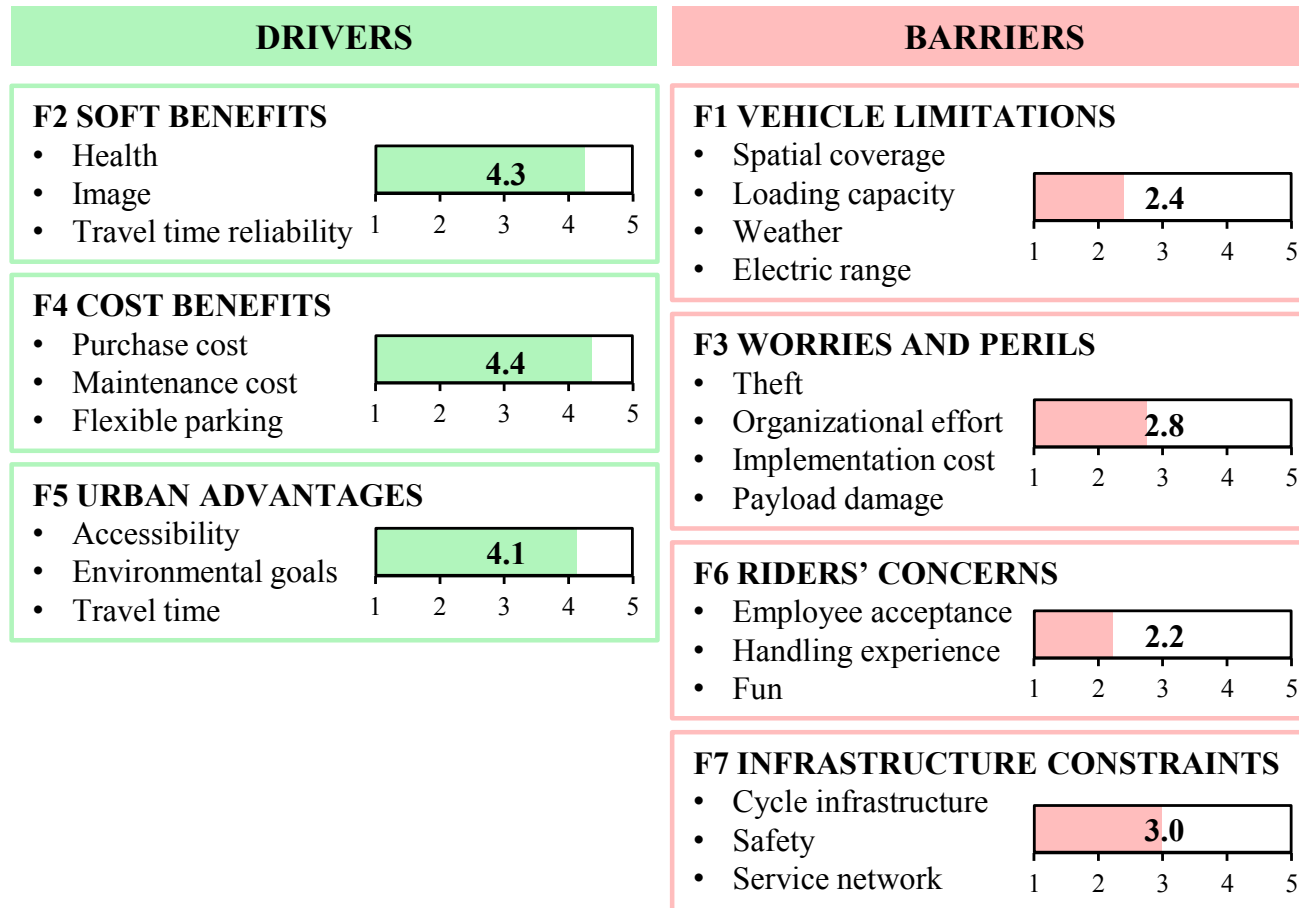 DRIVERS
F2 SOFT BENEFITS
• Health
• Image
• Travel time reliability
4.3
1 2 3 4 5
F4 COST BENEFITS
• Purchase cost
• Maintenance cost
• Flexible parking
4.4
1 2 3 4 5
F5 URBAN ADVANTAGES
• Accessibility
• Environmental goals
• Travel time
4.1
1 2 3 4 5
BARRIERS
F1 VEHICLE LIMITATIONS
• Spatial coverage
• Loading capacity
• Weather
• Electric range
2.4
1 2 3 4 5
F3 WORRIES AND PERILS
• Theft
• Organizational effort
• Implementation cost
• Payload damage
2.8
1 2 3 4 5
F6 RIDERS’ CONCERNS
• Employee acceptance
• Handling experience
• Fun
2.2
1 2 3 4 5
F7 INFRASTRUCTURE CONSTRAINTS
• Cycle infrastructure
• Safety
• Service network
3.0
1 2 3 4 5